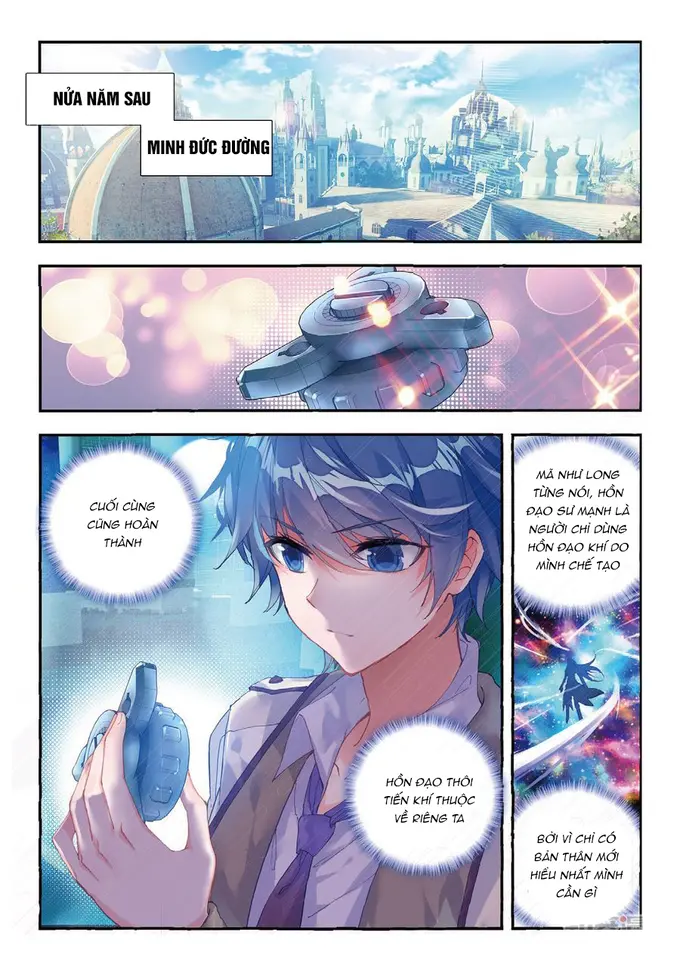 NỬA NĂM SAU
MINH ĐỨC ĐƯỜNG
CUỐI CÙNG
CŨNG HOÀN
THÀNH
HỒN ĐẠO THÔI
TIẾN KHÍ THUỘC
VỀ RIÊNG TA
MÃ NHƯ LONG
TỪNG NÓI, HỒN
ĐẠO SƯ MẠNH LÀ
NGƯỜI CHỈ DÙNG
HỒN ĐẠO KHÍ DO
MÌNH CHẾ TẠO
BỞI VÌ CHỈ CÓ
BẢN THÂN MỚI
HIỂU NHẤT MÌNH
CẦN GÌ